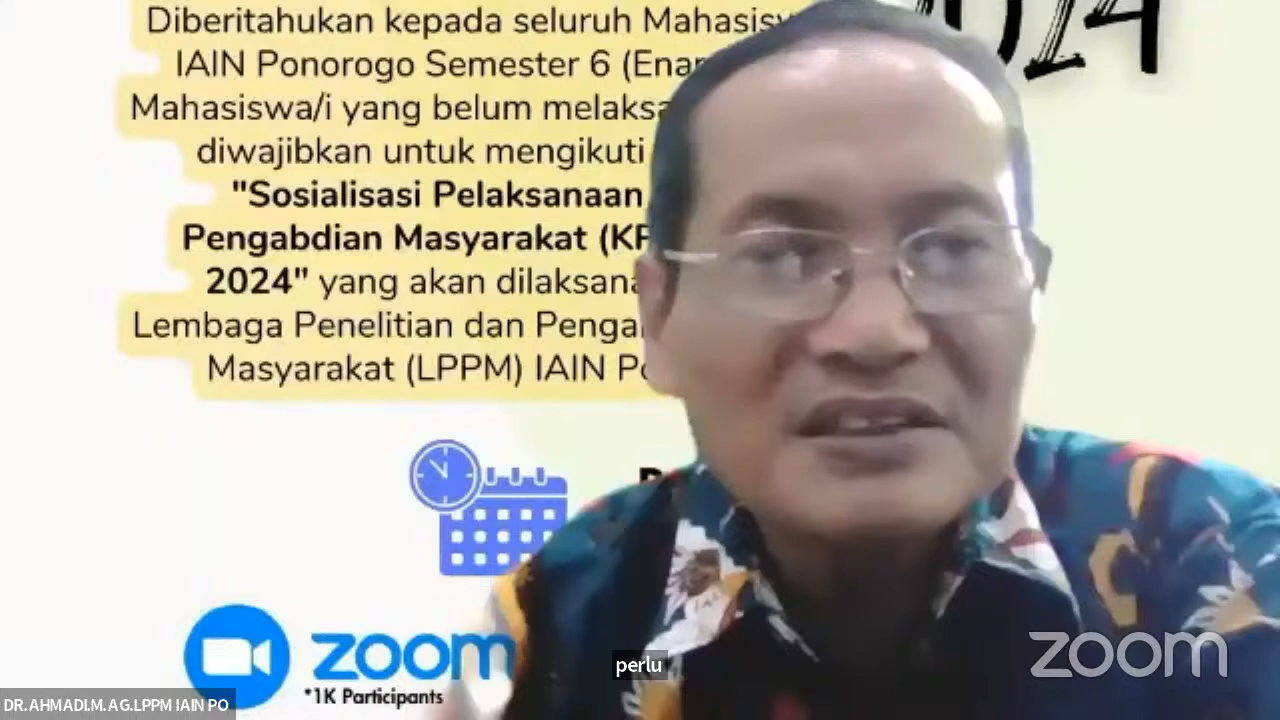 Diberitahukan kepada seluruh Mahasisw
IAIN Ponorogo Semester 6 (Enam
Mahasiswa/i yang belum melaksa
diwajibkan untuk mengikuti
"Sosialisasi Pelaksanaan
Pengabdian Masyarakat (KP
2024" yang akan dilaksana
Lembaga Penelitian dan Penga
Masyarakat (LPPM) IAIN Po
2024
zoom
*1K Participants
perlu
zoom
DR.AHMADI.M.AG.LPPM IAIN PO